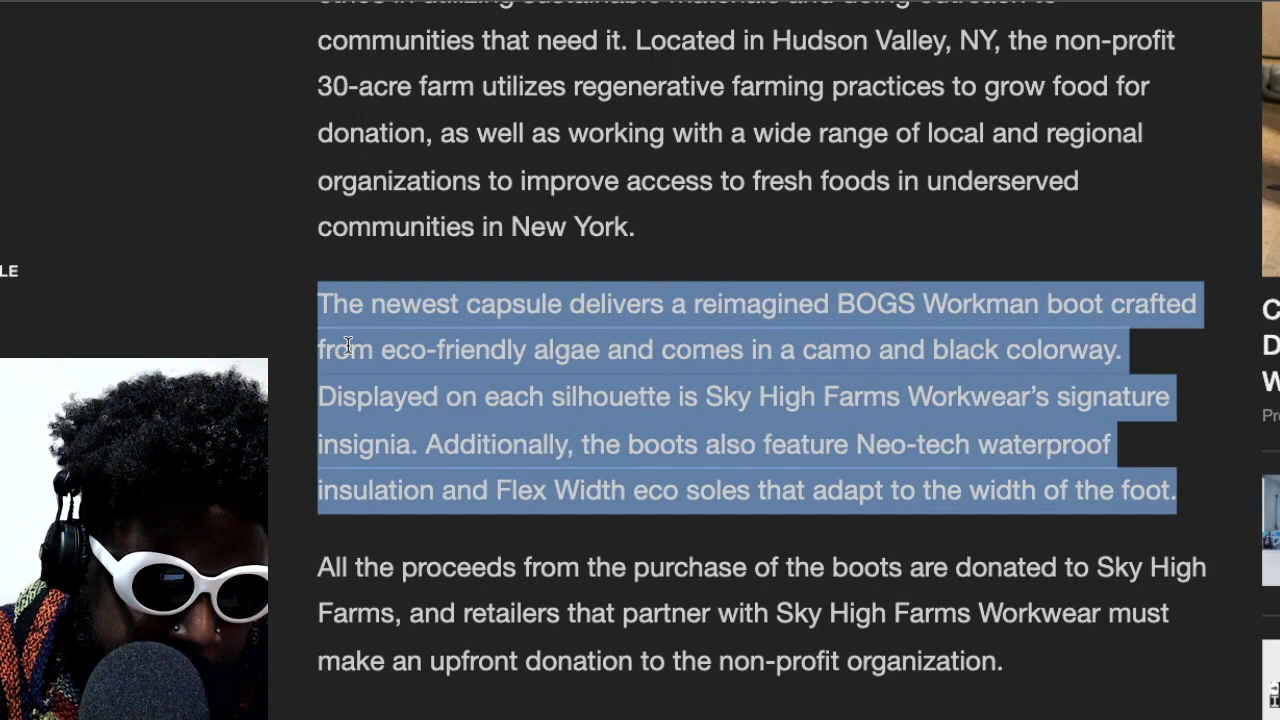 communities that need it. Located in Hudson Valley, NY, the non-profit
30-acre farm utilizes regenerative farming practices to grow food for
donation, as well as working with a wide range of local and regional
organizations to improve access to fresh foods in underserved
communities in New York.
LE
The newest capsule delivers a reimagined BOGS Workman boot crafted
from eco-friendly algae and comes in a camo and black colorway.
Displayed on each silhouette is Sky High Farms Workwear’s signature
insignia. Additionally, the boots also feature Neo-tech waterproof
insulation and Flex Width eco soles that adapt to the width of the foot.
All the proceeds from the purchase of the boots are donated to Sky High
Farms, and retailers that partner with Sky High Farms Workwear must
make an upfront donation to the non-profit organization.
C
D
W
Pr